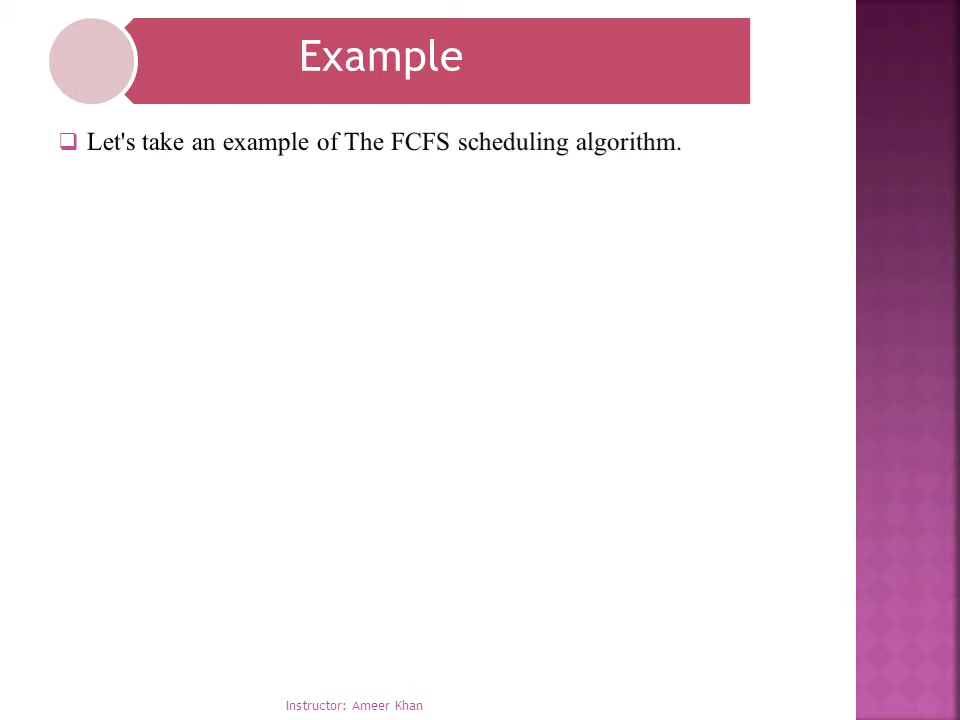 Example
Let's take an example of The FCFS scheduling algorithm.
Instructor: Ameer Khan